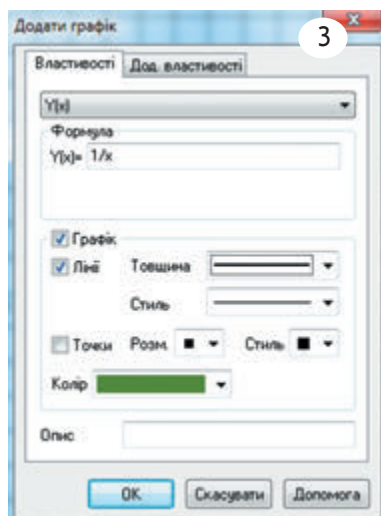 Додати графік
3
Властивості Дод. властивості
Y(x)
Формула
Y(x)= 1/x
Графік
Лінії Товщина
Стиль
Точки Розм. Стиль
Колір
Опис
OK Скасувати Допомога